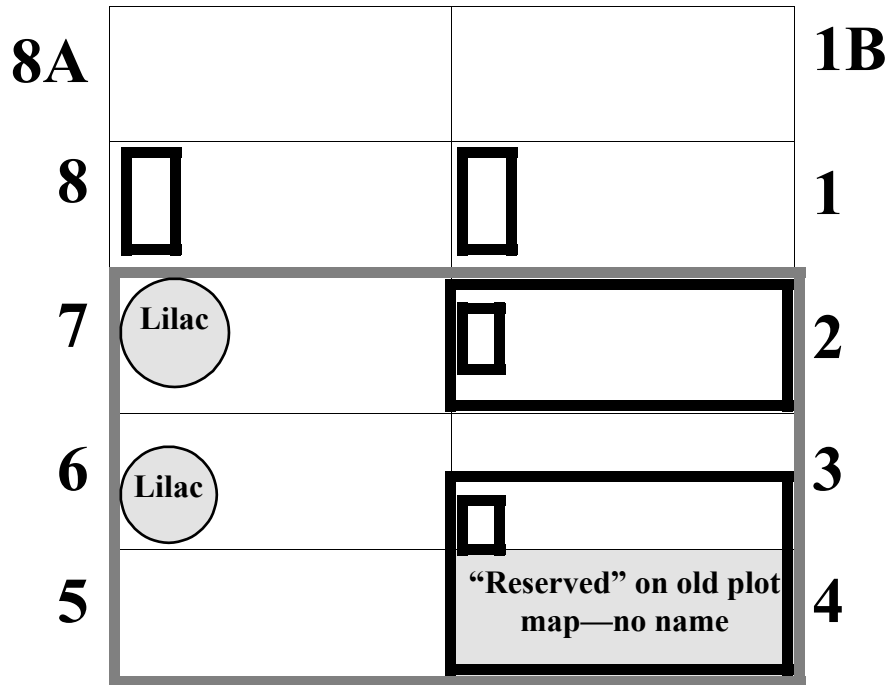 8A
1B
8
1
7
Lilac
2
6
Lilac
3
5
“Reserved” on old plot
map—no name
4